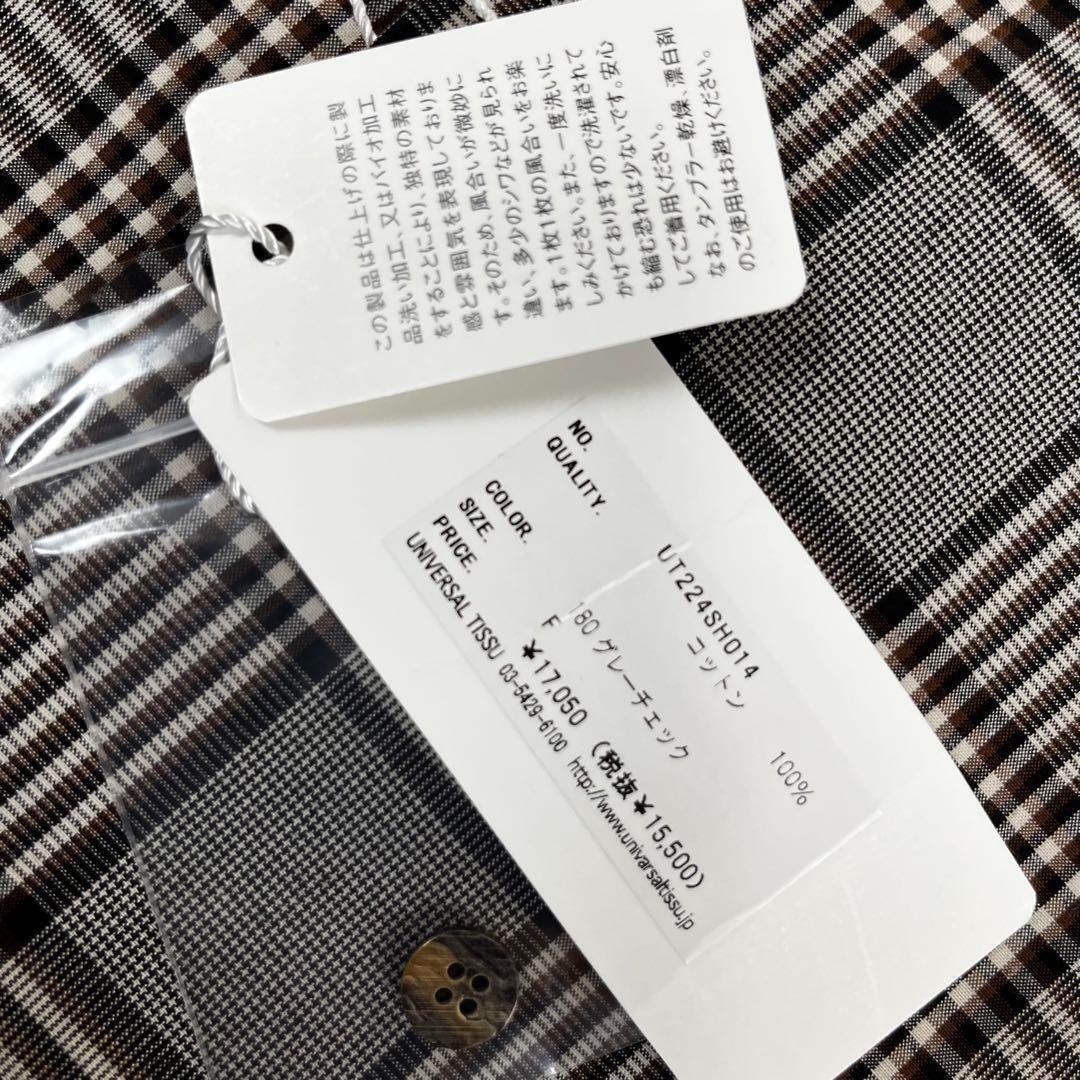 この製品は仕上げの際に製
品洗い加工、又はバイオ加工
をすることにより、独特の素材
感と雰囲気を表現しておりま
す。そのため、風合いが微妙に
違い、多少のシワなどが見られ
ます。1枚1枚の風合いをお楽
しみください。また、一度洗いに
かけておりますので洗濯されて
も縮む恐れは少ないです。安心
してご着用ください。
なお、タンブラー乾燥、漂白剤
のご使用はお避けください。
NO. UT224SH014
QUALITY. コットン 100%
COLOR. 180 グレーチェック
SIZE. F
PRICE. ¥17,050 (税抜¥15,500)
UNIVERSAL TISSU 03-5429-6100 http://www.univarsaltissu.jp